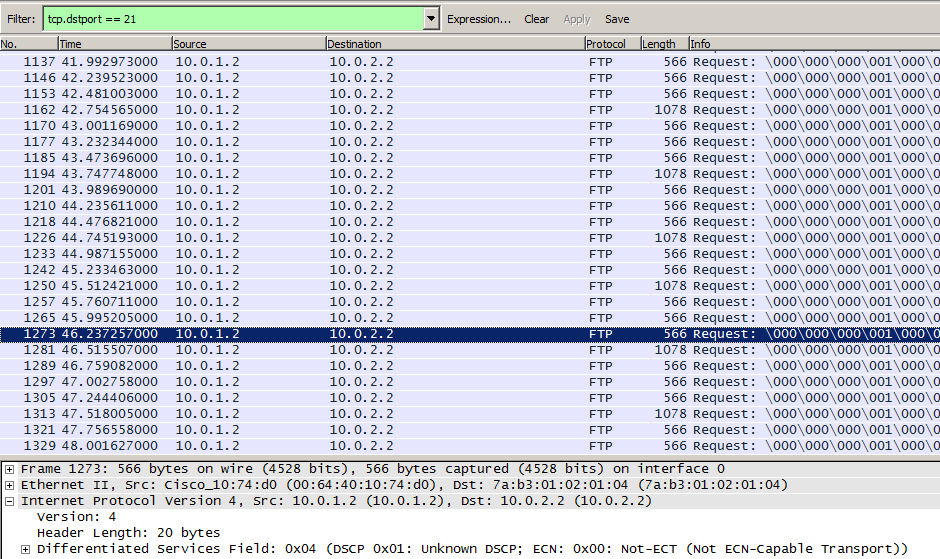 Filter: tcp.dstport == 21 Expression... Clear Apply Save
No. Time Source Destination Protocol Length Info
1137 41.992973000 10.0.1.2 10.0.2.2 FTP 566 Request: \000\000\000\001\000\0
1146 42.239523000 10.0.1.2 10.0.2.2 FTP 566 Request: \000\000\000\001\000\0
1153 42.481003000 10.0.1.2 10.0.2.2 FTP 566 Request: \000\000\000\001\000\0
1162 42.754565000 10.0.1.2 10.0.2.2 FTP 1078 Request: \000\000\000\001\000\0
1170 43.001169000 10.0.1.2 10.0.2.2 FTP 566 Request: \000\000\000\001\000\0
1177 43.232344000 10.0.1.2 10.0.2.2 FTP 566 Request: \000\000\000\001\000\0
1185 43.473696000 10.0.1.2 10.0.2.2 FTP 566 Request: \000\000\000\001\000\0
1194 43.747748000 10.0.1.2 10.0.2.2 FTP 1078 Request: \000\000\000\001\000\0
1201 43.989690000 10.0.1.2 10.0.2.2 FTP 566 Request: \000\000\000\001\000\0
1210 44.235611000 10.0.1.2 10.0.2.2 FTP 566 Request: \000\000\000\001\000\0
1218 44.476821000 10.0.1.2 10.0.2.2 FTP 566 Request: \000\000\000\001\000\0
1226 44.745193000 10.0.1.2 10.0.2.2 FTP 1078 Request: \000\000\000\001\000\0
1233 44.987155000 10.0.1.2 10.0.2.2 FTP 566 Request: \000\000\000\001\000\0
1242 45.233463000 10.0.1.2 10.0.2.2 FTP 566 Request: \000\000\000\001\000\0
1250 45.512421000 10.0.1.2 10.0.2.2 FTP 1078 Request: \000\000\000\001\000\0
1257 45.760711000 10.0.1.2 10.0.2.2 FTP 566 Request: \000\000\000\001\000\0
1265 45.995205000 10.0.1.2 10.0.2.2 FTP 566 Request: \000\000\000\001\000\0
1273 46.237257000 10.0.1.2 10.0.2.2 FTP 566 Request: \000\000\000\001\000\0
1281 46.515507000 10.0.1.2 10.0.2.2 FTP 1078 Request: \000\000\000\001\000\0
1289 46.759082000 10.0.1.2 10.0.2.2 FTP 566 Request: \000\000\000\001\000\0
1297 47.002758000 10.0.1.2 10.0.2.2 FTP 566 Request: \000\000\000\001\000\0
1305 47.244406000 10.0.1.2 10.0.2.2 FTP 566 Request: \000\000\000\001\000\0
1313 47.518005000 10.0.1.2 10.0.2.2 FTP 1078 Request: \000\000\000\001\000\0
1321 47.756558000 10.0.1.2 10.0.2.2 FTP 566 Request: \000\000\000\001\000\0
1329 48.001627000 10.0.1.2 10.0.2.2 FTP 566 Request: \000\000\000\001\000\0
Frame 1273: 566 bytes on wire (4528 bits), 566 bytes captured (4528 bits) on interface 0
Ethernet II, Src: Cisco_10:74:d0 (00:64:40:10:74:d0), Dst: 7a:b3:01:02:01:04 (7a:b3:01:02:01:04)
Internet Protocol Version 4, Src: 10.0.1.2 (10.0.1.2), Dst: 10.0.2.2 (10.0.2.2)
Version: 4
Header Length: 20 bytes
Differentiated Services Field: 0x04 (DSCP 0x01: Unknown DSCP; ECN: 0x00: Not-ECT (Not ECN-Capable Transport))